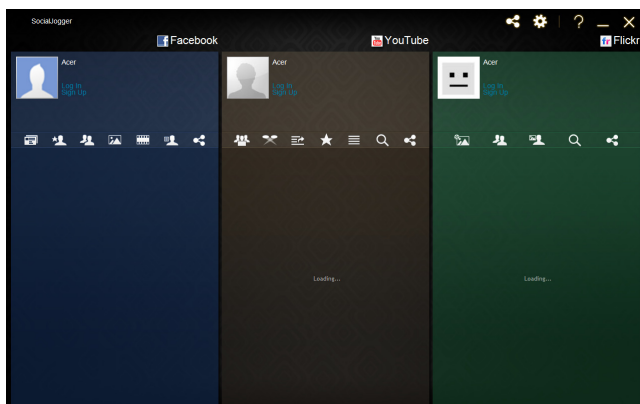 SocialJogger
Facebook
YouTube
Flickr
Acer
Log In
Sign Up
Acer
Log In
Sign Up
Loading...
Acer
Log In
Sign Up
Loading...